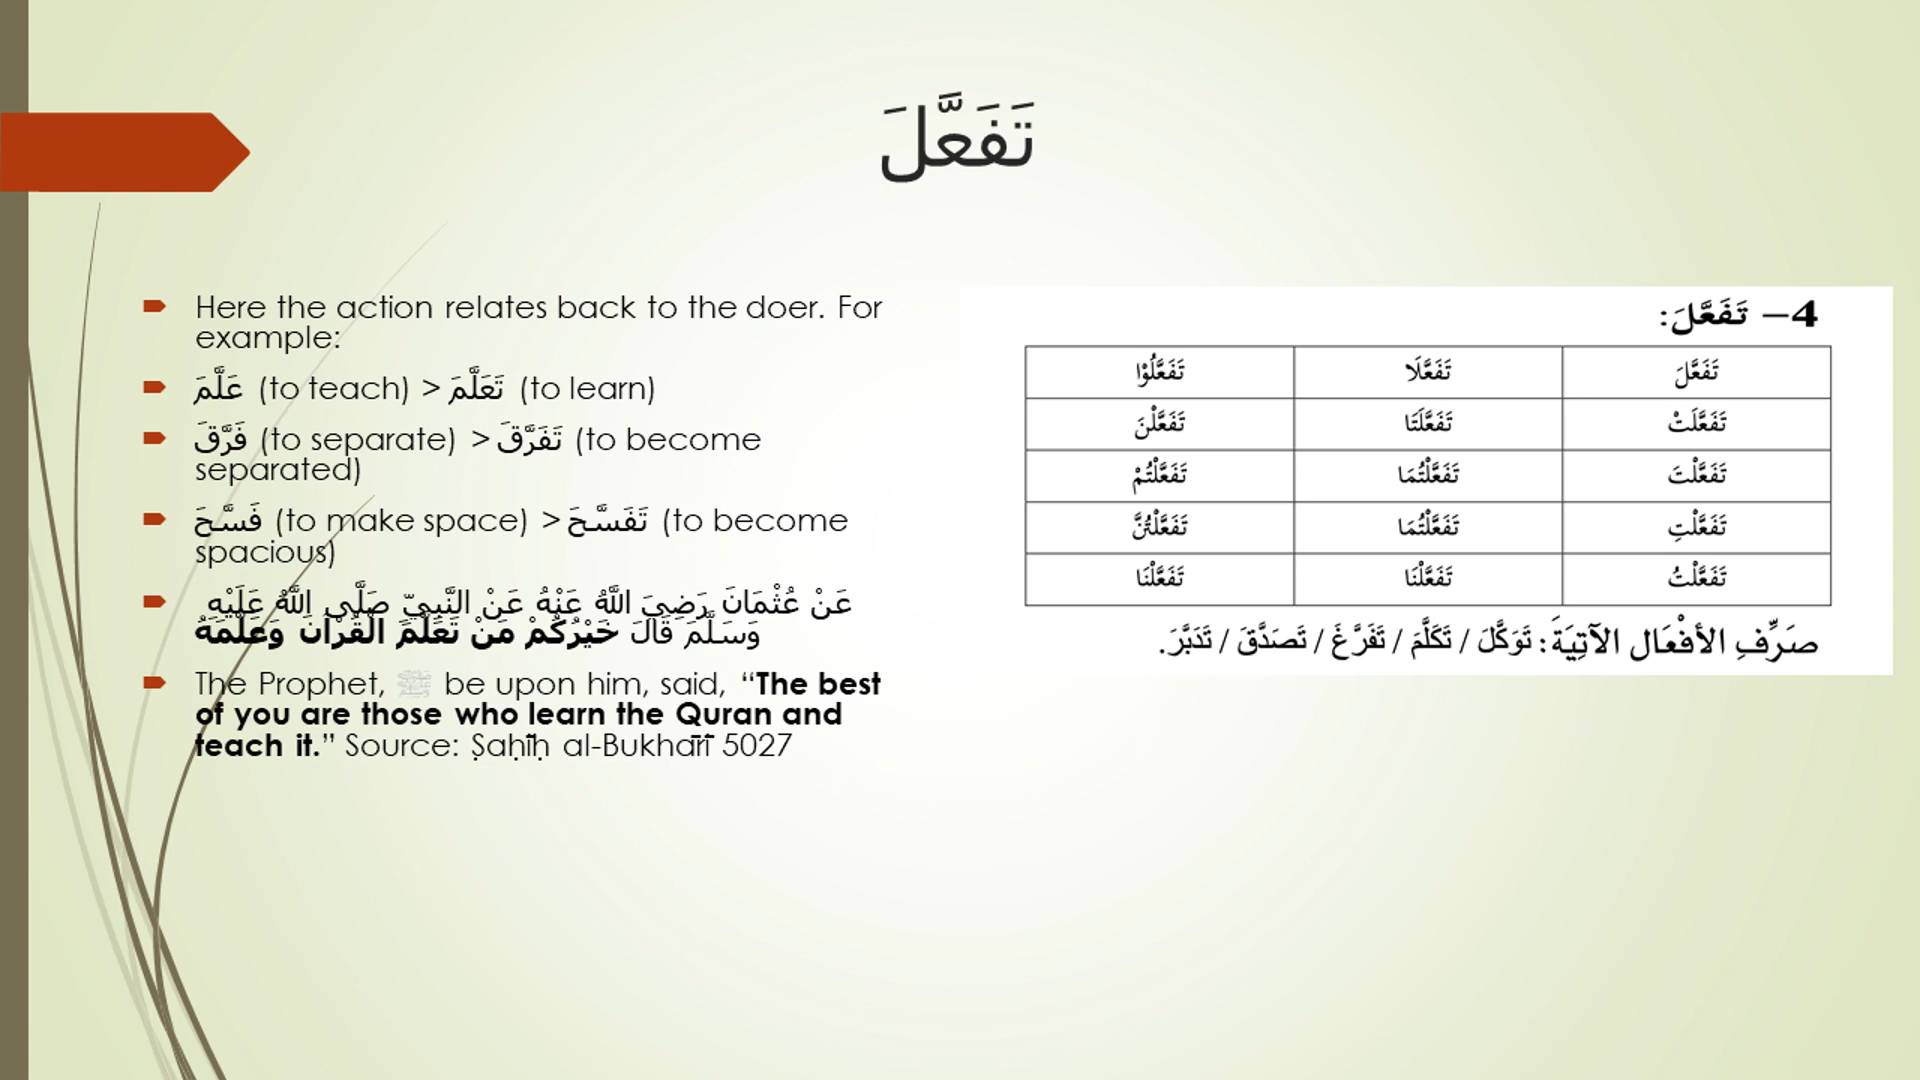 تَفَعَّلَ
Here the action relates back to the doer. For
example:
عَلَّمَ (to teach) > تَعَلَّمَ (to learn)
فَرَّقَ (to separate) > تَفَرَّقَ (to become
separated)
فَسَّحَ (to make space) > تَفَسَّحَ (to become
spacious)
عَنْ عُثْمَانَ رَضِيَ اللَّهُ عَنْهُ عَنْ النَّبِيِّ صَلَّى اللَّهُ عَلَيْهِ
وَسَلَّمَ قَالَ خَيْرُكُمْ مَنْ تَعَلَّمَ الْقُرْآنَ وَعَلَّمَهُ
The Prophet, ﷺ be upon him, said, “The best
of you are those who learn the Quran and
teach it.” Source: Ṣaḥīḥ al-Bukhārī 5027
4– تَفَعَّلَ:
تَفَعَّلَ تَفَعَّلَا تَفَعَّلُوْا
تَفَعَّلَتْ تَفَعَّلَتَا تَفَعَّلْنَ
تَفَعَّلْتَ تَفَعَّلْتُمَا تَفَعَّلْتُمْ
تَفَعَّلْتِ تَفَعَّلْتُمَا تَفَعَّلْتُنَّ
تَفَعَّلْتُ تَفَعَّلْنَا تَفَعَّلْنَا
صَرِّفِ الأفْعَال الآتِيَةَ: تَوَكَّلَ / تَكَلَّمَ / تَفَرَّغَ / تَصَدَّقَ / تَدَبَّرَ.